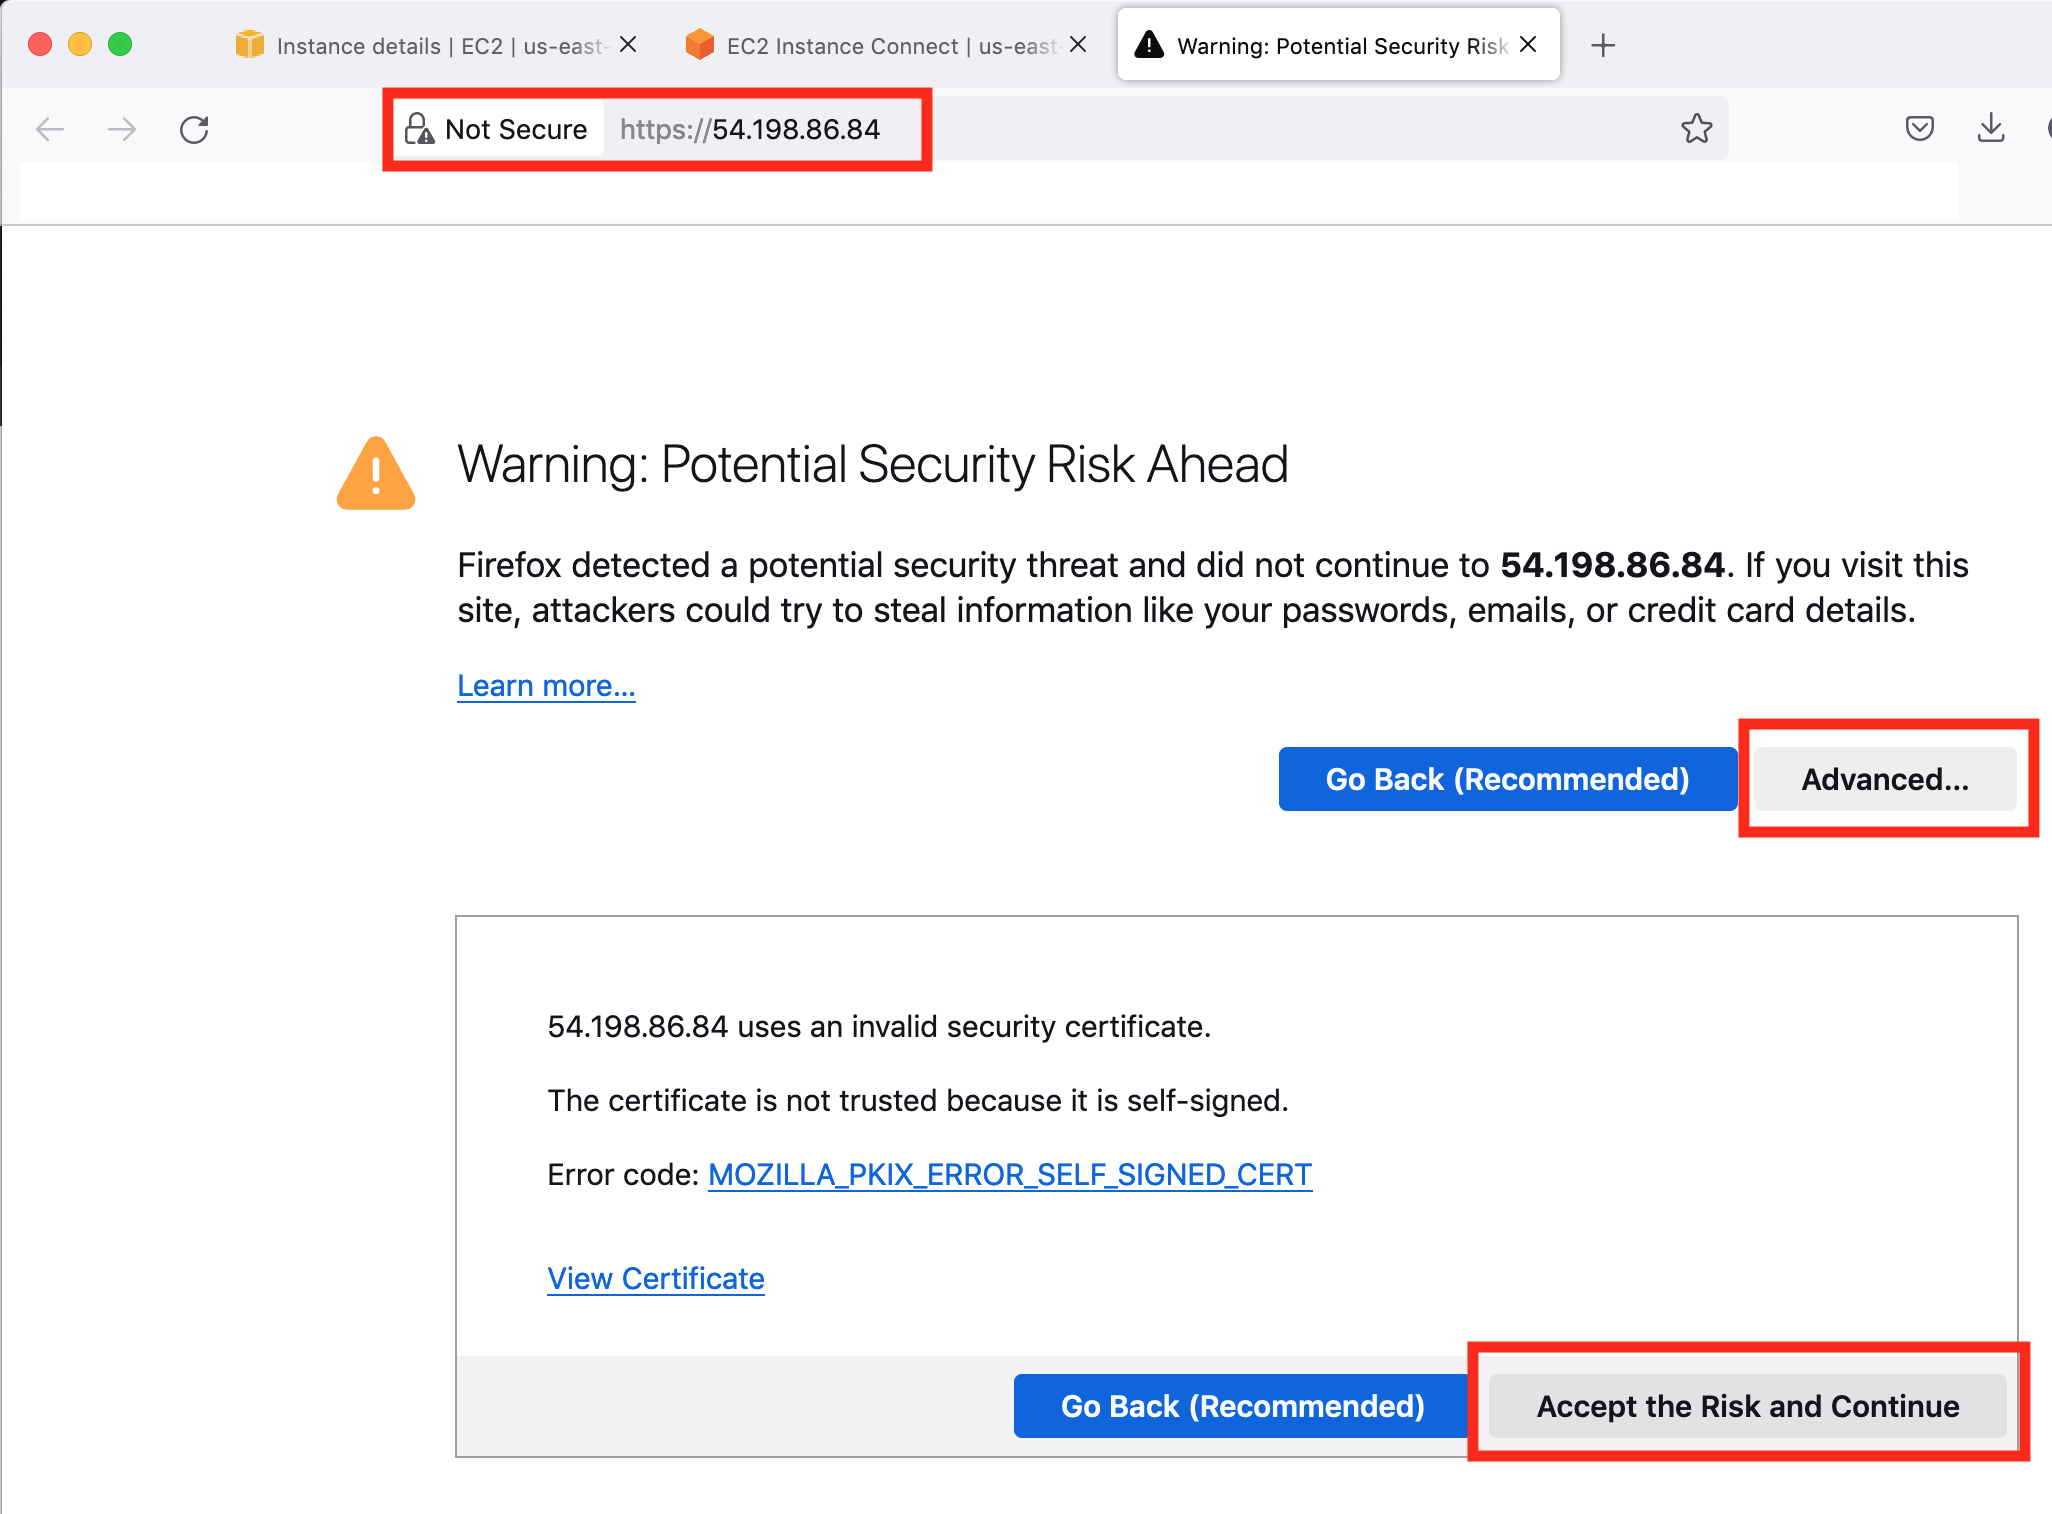 Instance details | EC2 | us-east-
EC2 Instance Connect | us-east
Warning: Potential Security Risk
Not Secure https://54.198.86.84
Warning: Potential Security Risk Ahead
Firefox detected a potential security threat and did not continue to 54.198.86.84. If you visit this
site, attackers could try to steal information like your passwords, emails, or credit card details.
Learn more…
Go Back (Recommended) Advanced…
54.198.86.84 uses an invalid security certificate.
The certificate is not trusted because it is self-signed.
Error code: MOZILLA_PKIX_ERROR_SELF_SIGNED_CERT
View Certificate
Go Back (Recommended) Accept the Risk and Continue